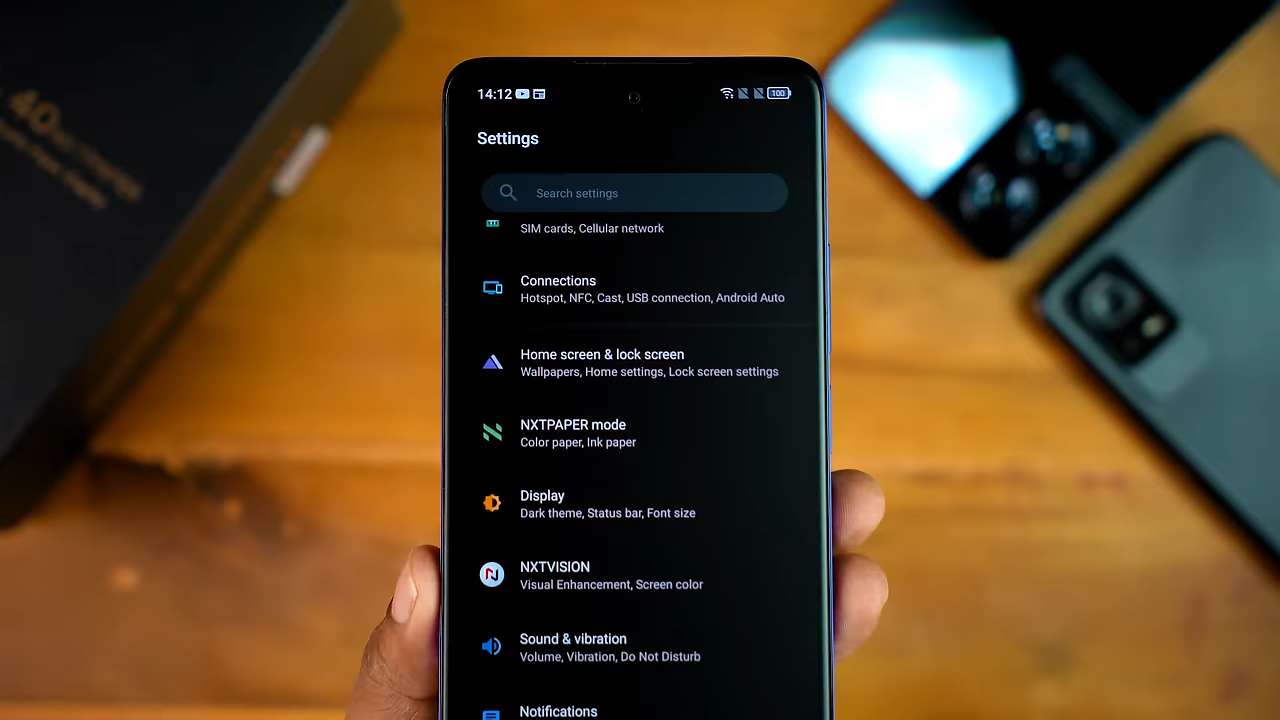 40
14:12
100
Settings
Search settings
SIM cards, Cellular network
Connections
Hotspot, NFC, Cast, USB connection, Android Auto
Home screen & lock screen
Wallpapers, Home settings, Lock screen settings
NXTPAPER mode
Color paper, Ink paper
Display
Dark theme, Status bar, Font size
NXTVISION
Visual Enhancement, Screen color
Sound & vibration
Volume, Vibration, Do Not Disturb
Notifications